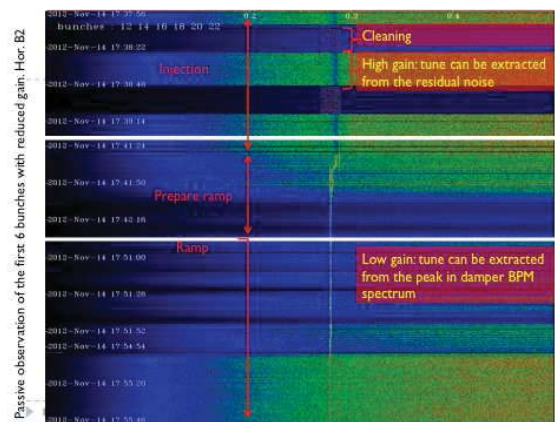 Passive observation of the first 6 bunches with reduced gain. Hor. B2
0.2 0.3 0.4
2012-Nov-14 17:37:56
bunches : 12 14 16 18 20 22
2012-Nov-14 17:38:22
2012-Nov-14 17:38:48
2012-Nov-14 17:39:14
Cleaning
High gain: tune can be extracted
from the residual noise
Injection
2012-Nov-14 17:41:24
2012-Nov-14 17:41:50
2012-Nov-14 17:42:16
Prepare ramp
Ramp
2012-Nov-14 17:51:00
2012-Nov-14 17:51:26
2012-Nov-14 17:51:52
2012-Nov-14 17:54:54
2012-Nov-14 17:55:20
2012-Nov-14 17:55:46
Low gain: tune can be extracted
from the peak in damper BPM
spectrum